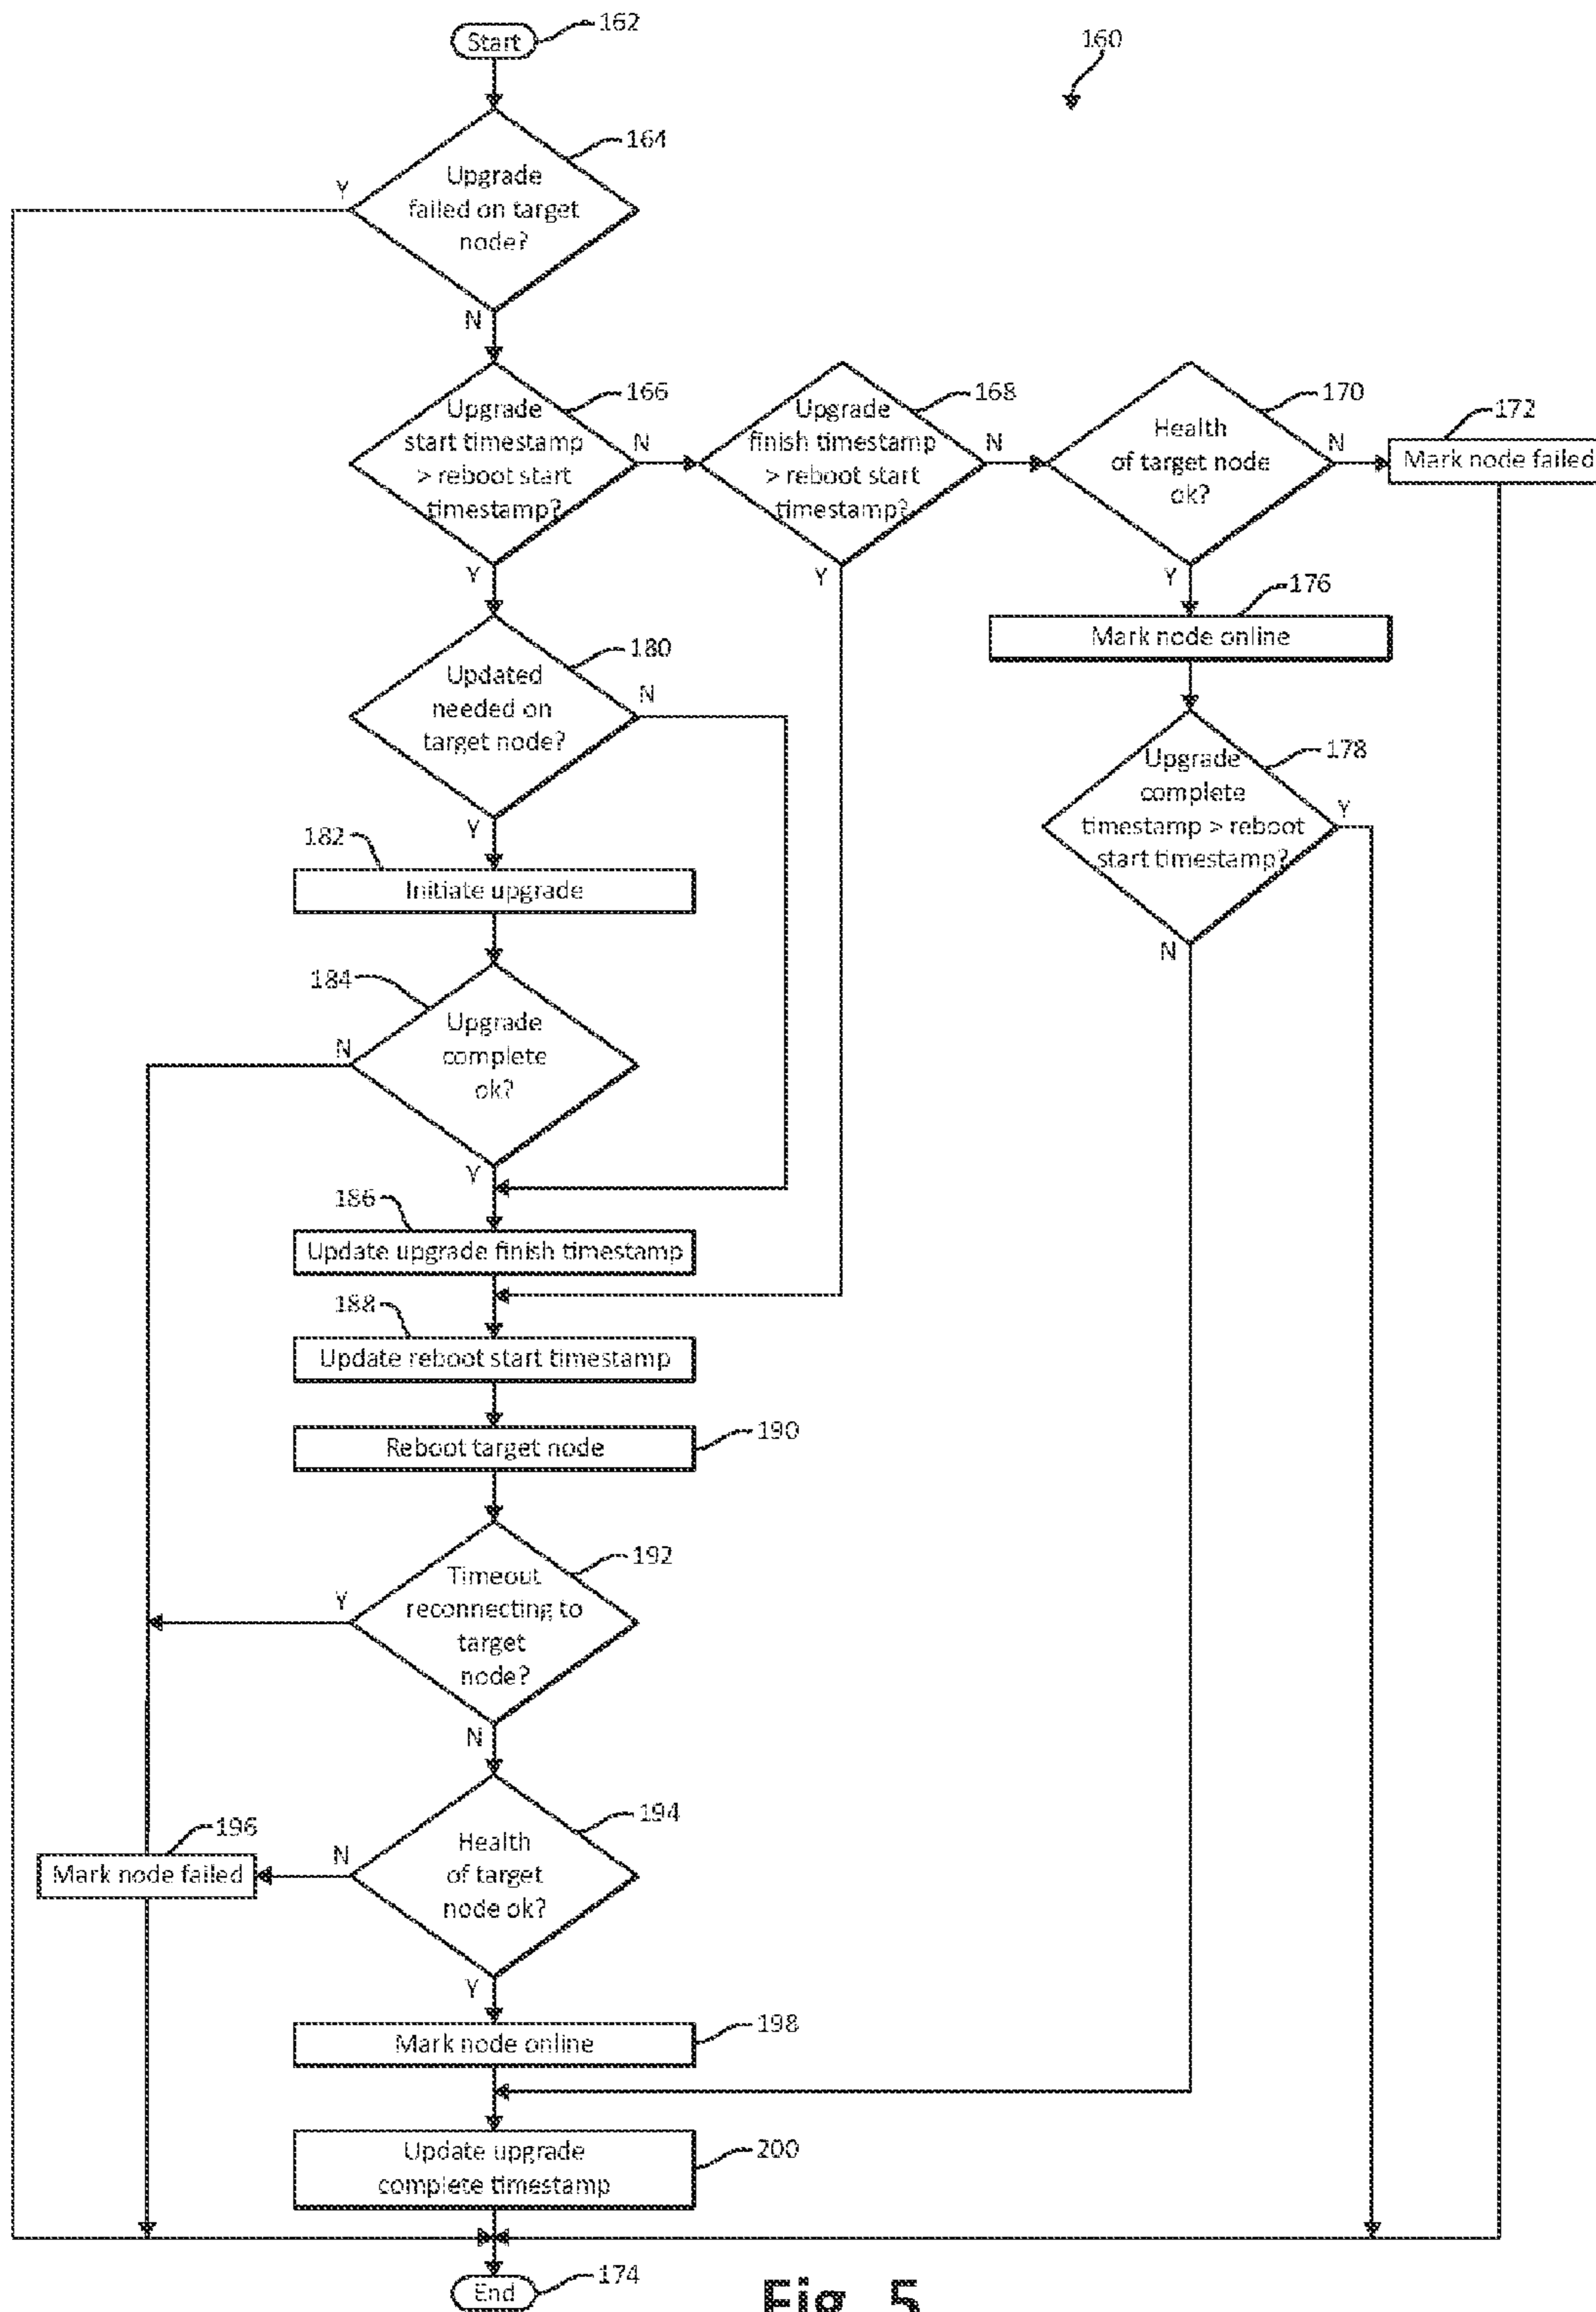 Start
162
160
164
Upgrade
failed on target
node?
Y
N
166
Upgrade
start timestamp
> reboot start
timestamp?
N
Y
168
Upgrade
finish timestamp
> reboot start
timestamp?
N
Y
170
Health
of target node
ok?
N
Y
172
Mark node failed
176
Mark node online
180
Updated
needed on
target node?
N
Y
178
Upgrade
complete
timestamp > reboot
start timestamp?
Y
N
182
Initiate upgrade
184
Upgrade
complete
ok?
N
Y
186
Update upgrade finish timestamp
188
Update reboot start timestamp
Reboot target node
190
192
Timeout
reconnecting to
target
node?
Y
N
194
Health
of target
node ok?
N
Y
196
Mark node failed
Mark node online
198
Update upgrade
complete timestamp
200
End
174
Fig. 5